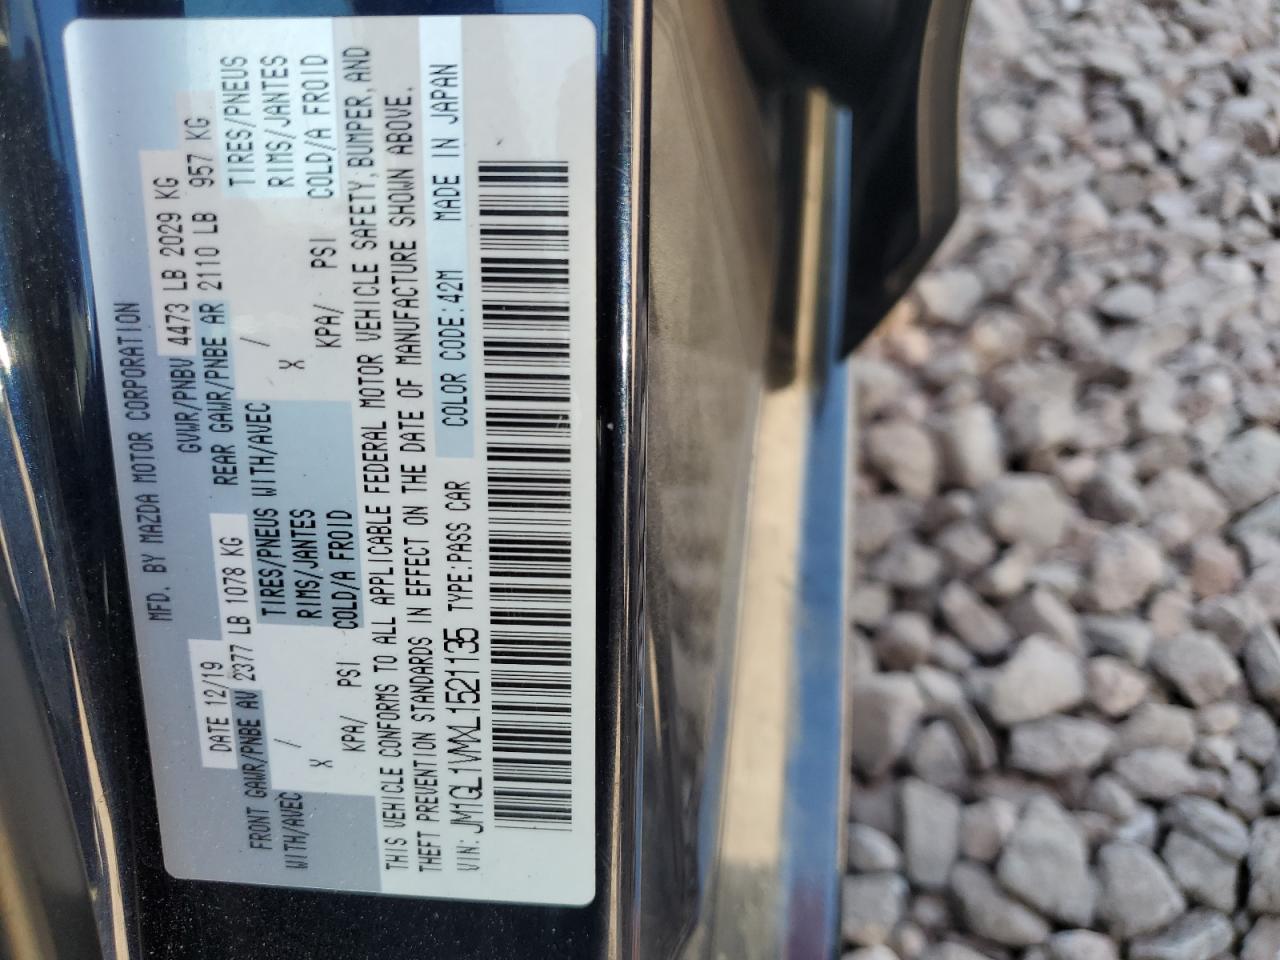 MFD. BY MAZDA MOTOR CORPORATION
DATE 12/19 GVWR/PNBV 4473 LB 2029 KG
FRONT GAWR/PNBE AV 2377 LB 1078 KG REAR GAWR/PNBE AR 2110 LB 957 KG
WITH/AVEC / TIRES/PNEUS WITH/AVEC / TIRES/PNEUS
X RIMS/JANTES X RIMS/JANTES
KPA/ PSI COLD/A FROID KPA/ PSI COLD/A FROID
THIS VEHICLE CONFORMS TO ALL APPLICABLE FEDERAL MOTOR VEHICLE SAFETY, BUMPER, AND
THEFT PREVENTION STANDARDS IN EFFECT ON THE DATE OF MANUFACTURE SHOWN ABOVE.
VIN: JM1GL1WXL1521135 TYPE:PASS CAR COLOR CODE:42M MADE IN JAPAN